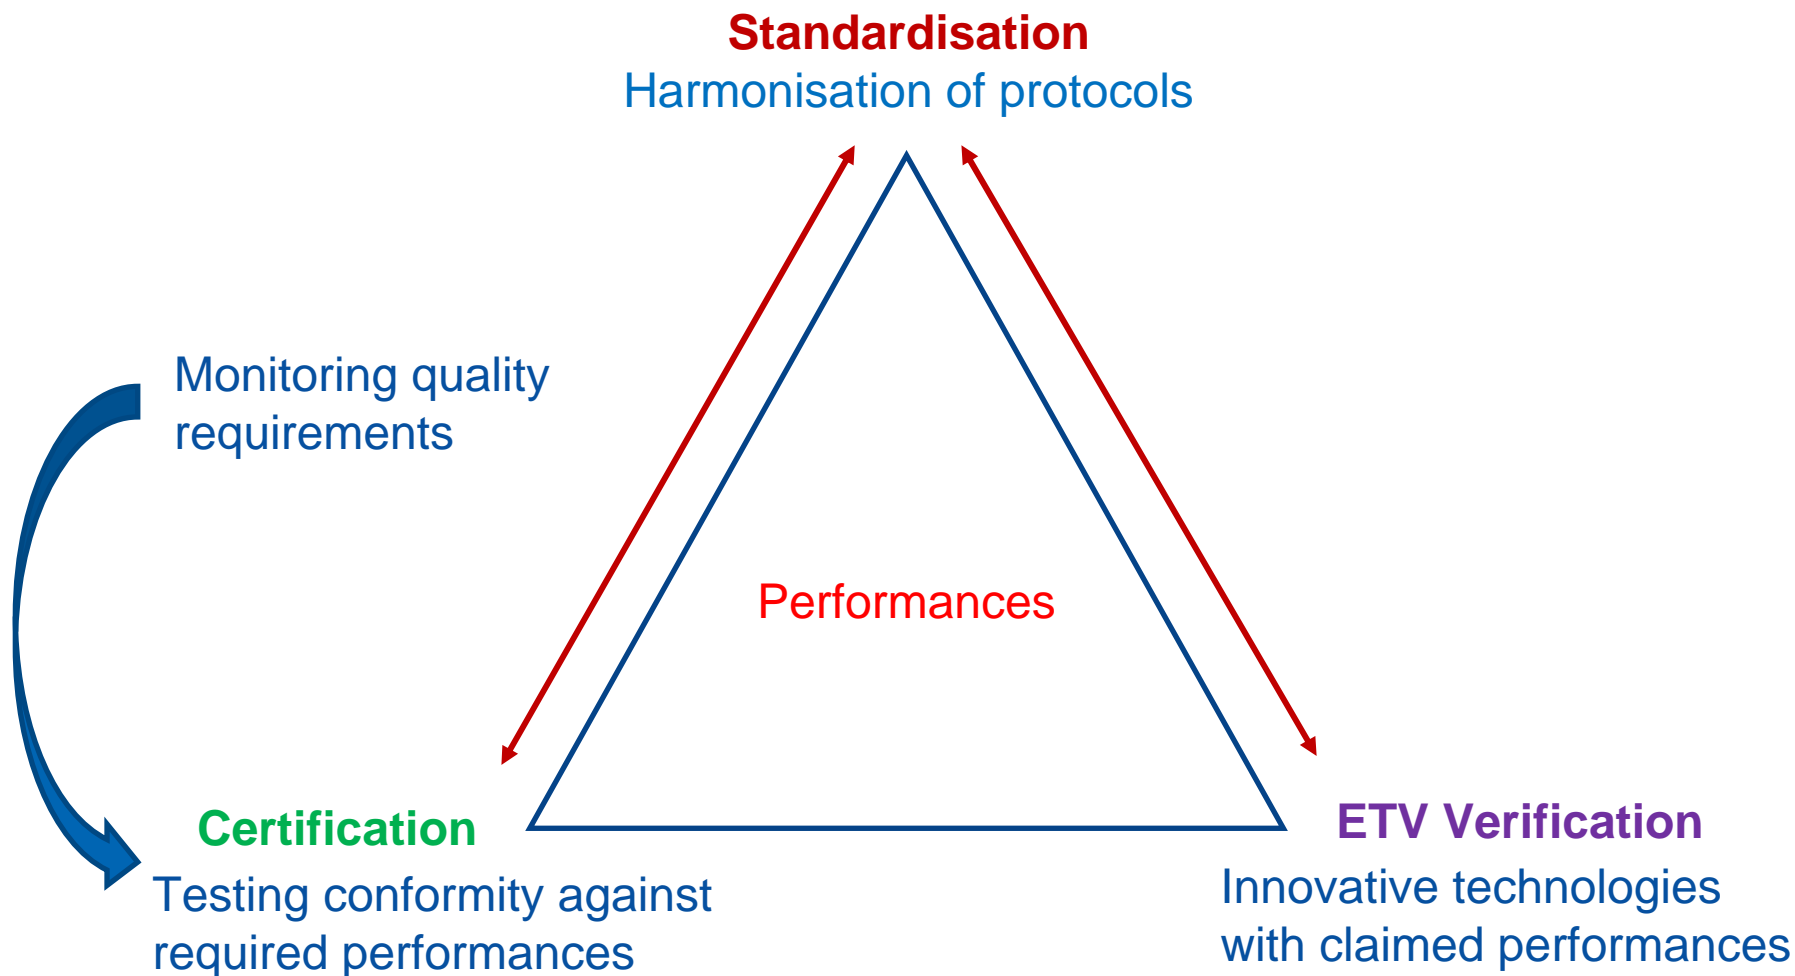 Standardisation
Harmonisation of protocols
Monitoring quality
requirements
Performances
Certification
Testing conformity against
required performances
ETV Verification
Innovative technologies
with claimed performances